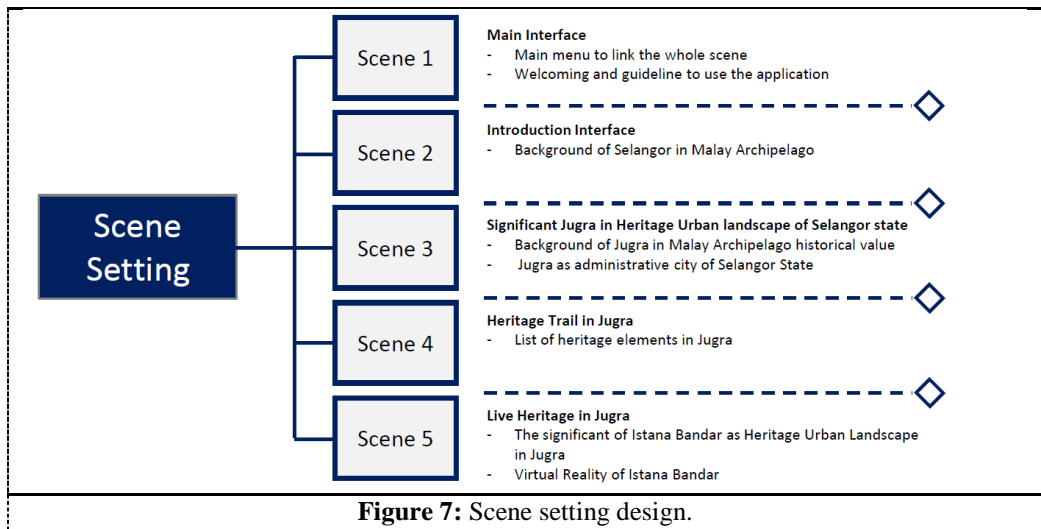 Scene
Setting
Scene 1
Main Interface
- Main menu to link the whole scene
- Welcoming and guideline to use the application
Scene 2
Introduction Interface
- Background of Selangor in Malay Archipelago
Scene 3
Significant Jugra in Heritage Urban landscape of Selangor state
- Background of Jugra in Malay Archipelago historical value
- Jugra as administrative city of Selangor State
Scene 4
Heritage Trail in Jugra
- List of heritage elements in Jugra
Scene 5
Live Heritage in Jugra
- The significant of Istana Bandar as Heritage Urban Landscape
in Jugra
- Virtual Reality of Istana Bandar
Figure 7: Scene setting design.